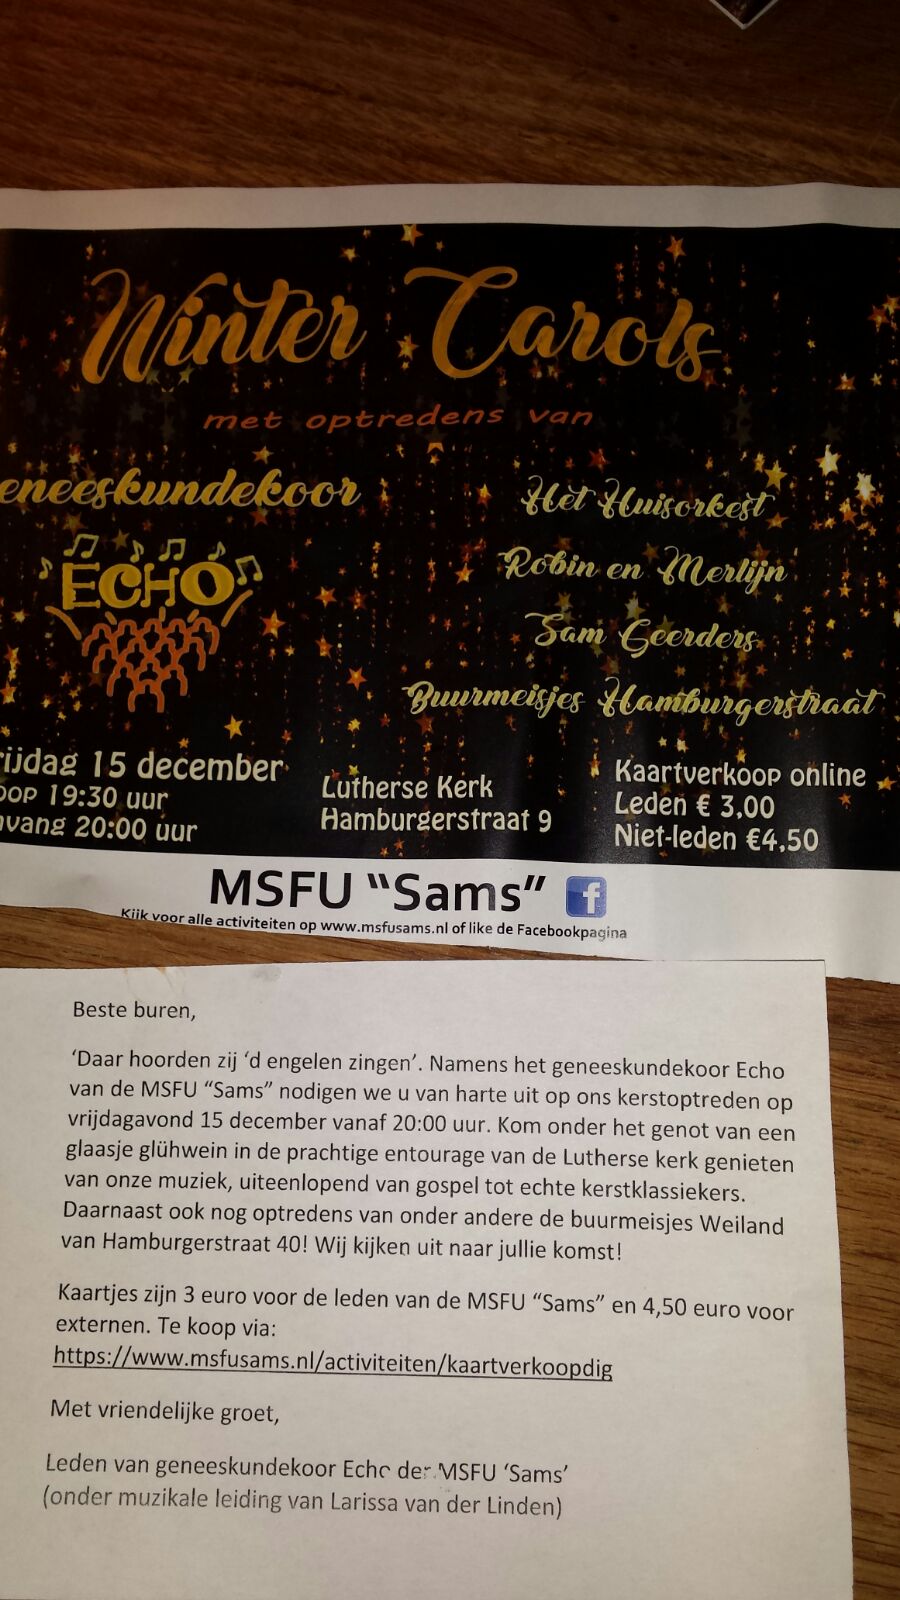 Winter Carols
met optredens van
eneeskundekoor
ECHO
Het Huisorkest
Robin en Merlijn
Sam Geerders
Buurmeisjes Hamburgerstraat
rijdag 15 december
oop 19:30 uur
nvang 20:00 uur
Lutherse Kerk
Hamburgerstraat 9
Kaartverkoop online
Leden € 3,00
Niet-leden €4,50
MSFU “Sams” f
Kijk voor alle activiteiten op www.msfusams.nl of like de Facebookpagina
Beste buren,
‘Daar hoorden zij ‘d engelen zingen’. Namens het geneeskundekoor Echo
van de MSFU “Sams” nodigen we u van harte uit op ons kerstoptreden op
vrijdagavond 15 december vanaf 20:00 uur. Kom onder het genot van een
glaasje glühwein in de prachtige entourage van de Lutherse kerk genieten
van onze muziek, uiteenlopend van gospel tot echte kerstklassiekers.
Daarnaast ook nog optredens van onder andere de buurmeisjes Weiland
van Hamburgerstraat 40! Wij kijken uit naar jullie komst!
Kaartjes zijn 3 euro voor de leden van de MSFU “Sams” en 4,50 euro voor
externen. Te koop via:
https://www.msfusams.nl/activiteiten/kaartverkoopdig
Met vriendelijke groet,
Leden van geneeskundekoor Echo der MSFU ‘Sams’
(onder muzikale leiding van Larissa van der Linden)